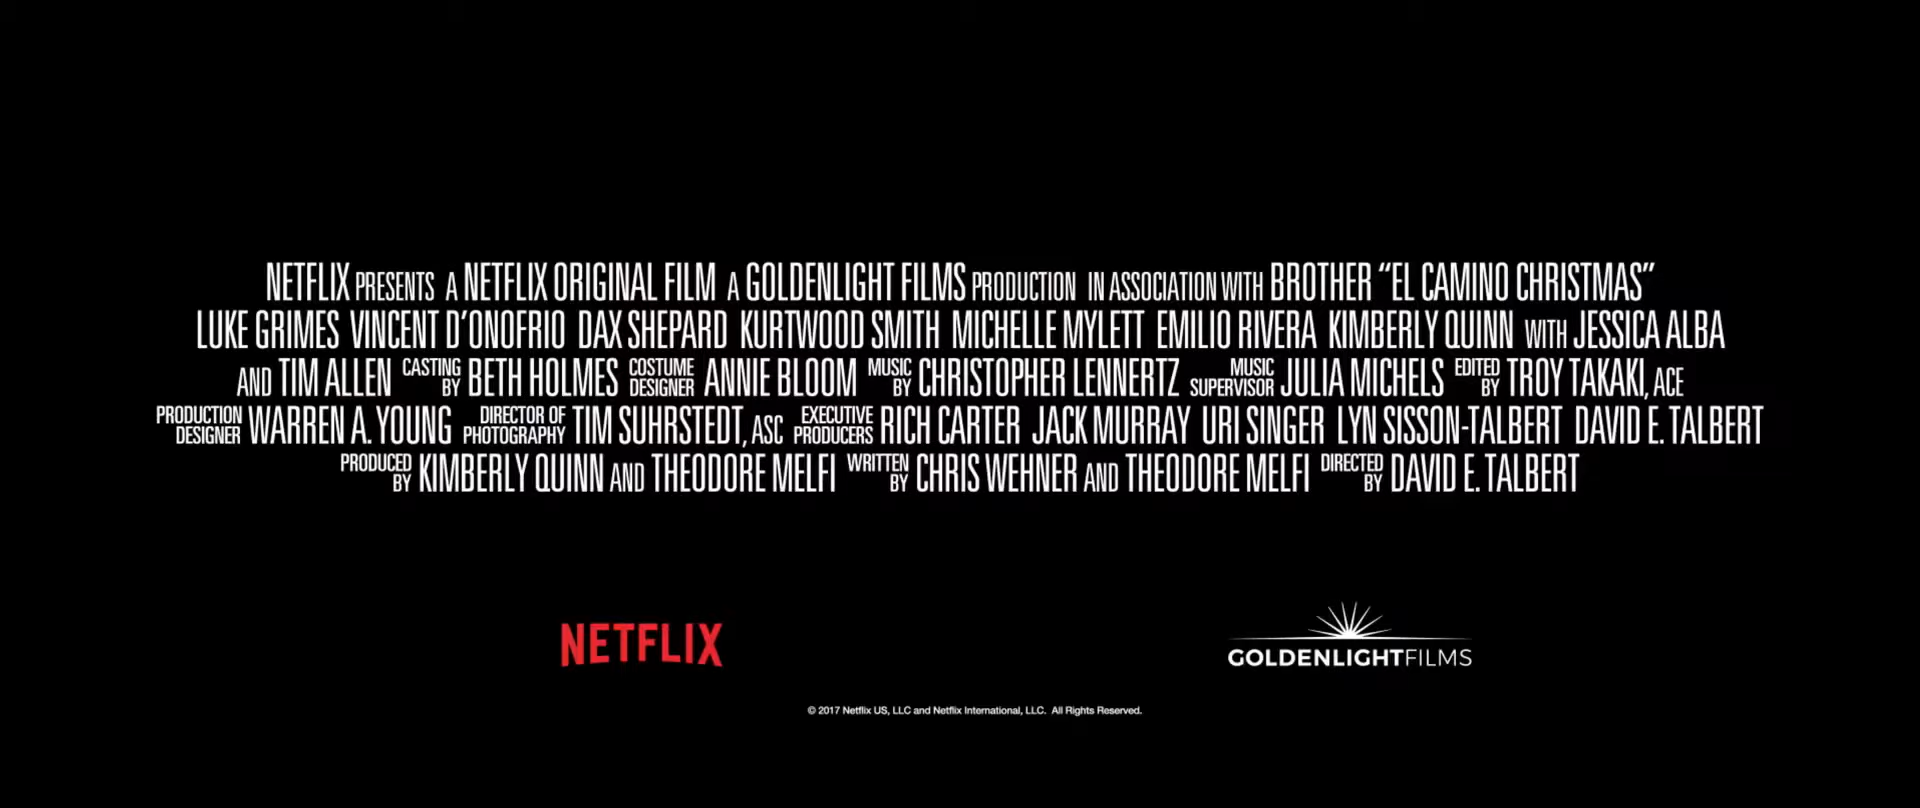 NETFLIX PRESENTS A NETFLIX ORIGINAL FILM A GOLDENLIGHT FILMS PRODUCTION IN ASSOCIATION WITH BROTHER “EL CAMINO CHRISTMAS”
LUKE GRIMES VINCENT D’ONOFRIO DAX SHEPARD KURTWOOD SMITH MICHELLE MYLETT EMILIO RIVERA KIMBERLY QUINN WITH JESSICA ALBA
AND TIM ALLEN CASTING BY BETH HOLMES COSTUME DESIGNER ANNIE BLOOM MUSIC BY CHRISTOPHER LENNERTZ MUSIC SUPERVISOR JULIA MICHELS EDITED BY TROY TAKAKI, ACE
PRODUCTION DESIGNER WARREN A. YOUNG DIRECTOR OF PHOTOGRAPHY TIM SUHRSTEDT, ASC EXECUTIVE PRODUCERS RICH CARTER JACK MURRAY URI SINGER LYN SISSON-TALBERT DAVID E. TALBERT
PRODUCED BY KIMBERLY QUINN AND THEODORE MELFI WRITTEN BY CHRIS WEHNER AND THEODORE MELFI DIRECTED BY DAVID E. TALBERT
NETFLIX
GOLDENLIGHTFILMS
© 2017 Netflix US, LLC and Netflix International, LLC. All Rights Reserved.